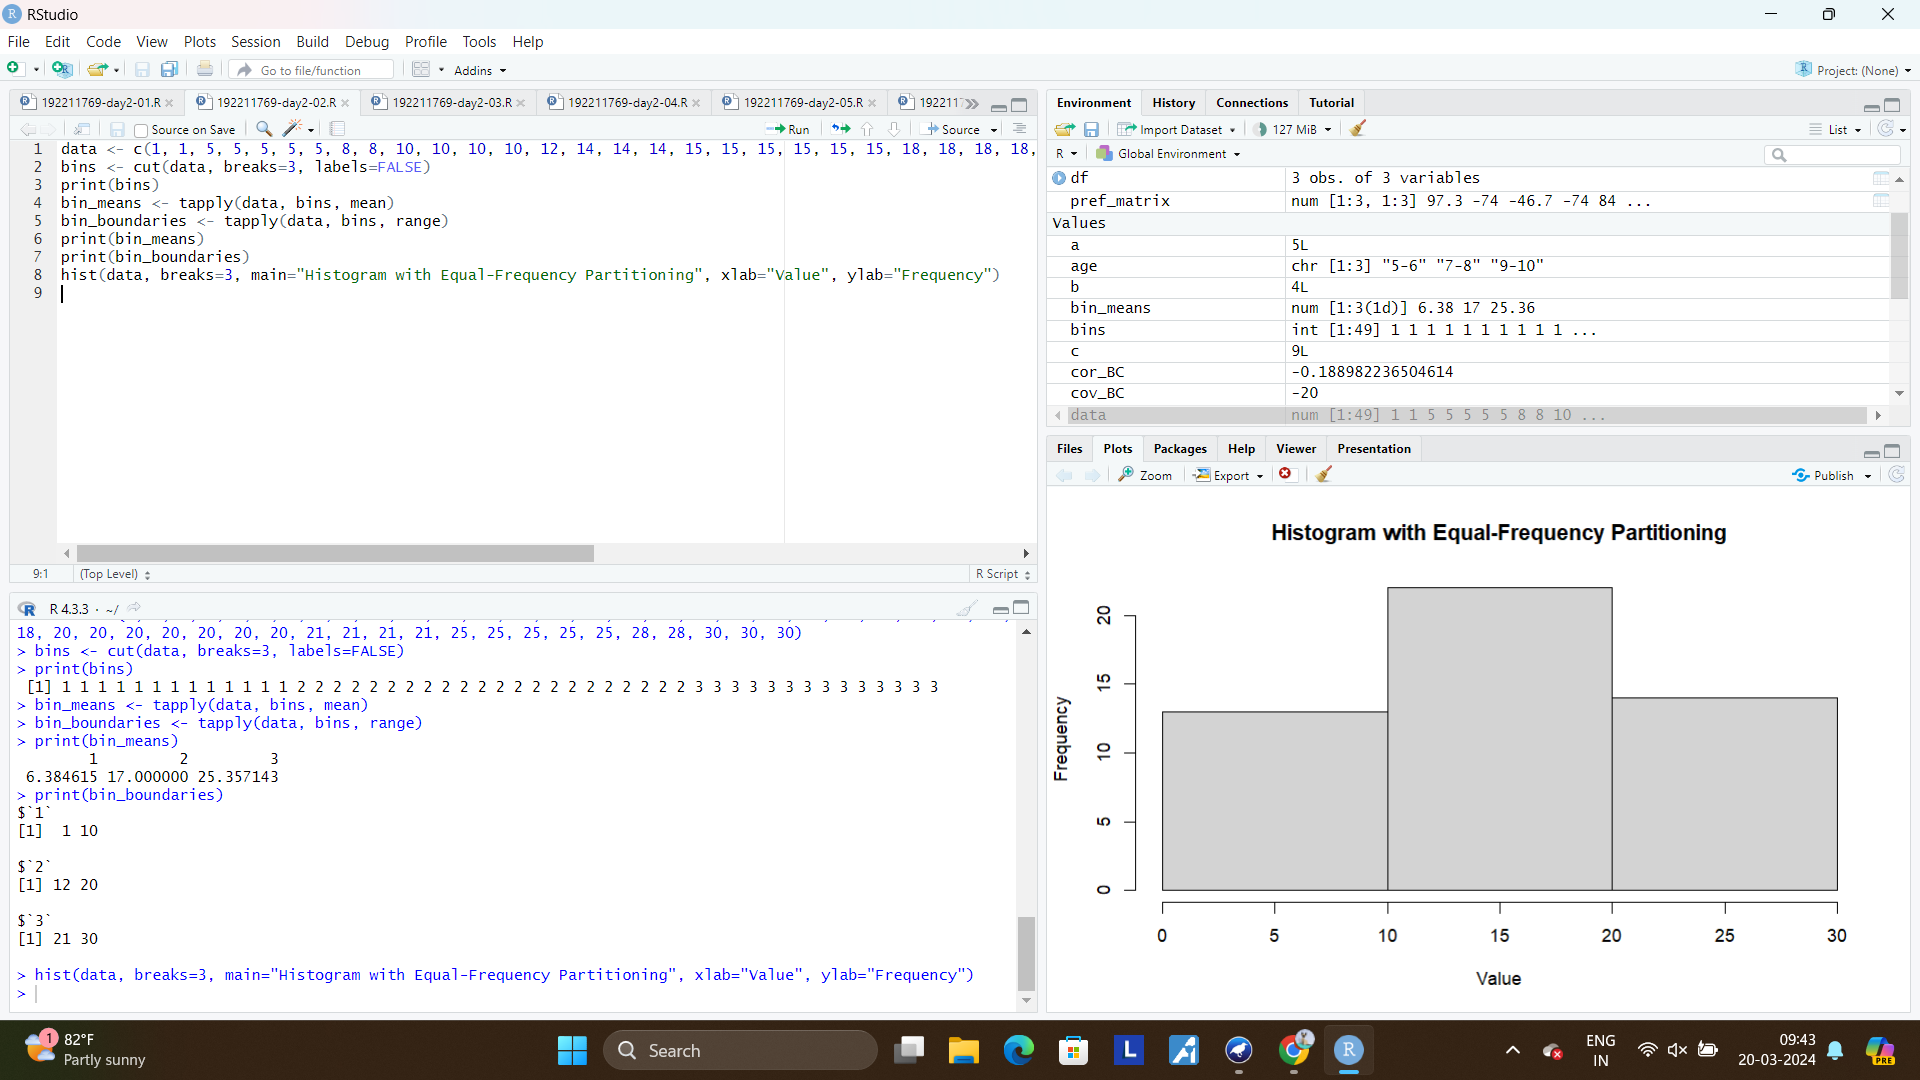 RStudio
File Edit Code View Plots Session Build Debug Profile Tools Help
Go to file/function Addins Project: (None)
192211769-day2-01.R 192211769-day2-02.R 192211769-day2-03.R 192211769-day2-04.R 192211769-day2-05.R 1922117
Source on Save Run Source
1 data <- c(1, 1, 5, 5, 5, 5, 5, 8, 8, 10, 10, 10, 10, 12, 14, 14, 14, 15, 15, 15, 15, 15, 15, 18, 18, 18, 18,
2 bins <- cut(data, breaks=3, labels=FALSE)
3 print(bins)
4 bin_means <- tapply(data, bins, mean)
5 bin_boundaries <- tapply(data, bins, range)
6 print(bin_means)
7 print(bin_boundaries)
8 hist(data, breaks=3, main="Histogram with Equal-Frequency Partitioning", xlab="Value", ylab="Frequency")
9
9:1 (Top Level) R Script
R 4.3.3 · ~/
18, 20, 20, 20, 20, 20, 20, 20, 21, 21, 21, 21, 25, 25, 25, 25, 25, 28, 28, 30, 30, 30)
> bins <- cut(data, breaks=3, labels=FALSE)
> print(bins)
[1] 1 1 1 1 1 1 1 1 1 1 1 1 1 2 2 2 2 2 2 2 2 2 2 2 2 2 2 2 2 2 2 2 2 2 2 3 3 3 3 3 3 3 3 3 3 3 3 3 3
> bin_means <- tapply(data, bins, mean)
> bin_boundaries <- tapply(data, bins, range)
> print(bin_means)
1 2 3
6.384615 17.000000 25.357143
> print(bin_boundaries)
$`1`
[1] 1 10
$`2`
[1] 12 20
$`3`
[1] 21 30
> hist(data, breaks=3, main="Histogram with Equal-Frequency Partitioning", xlab="Value", ylab="Frequency")
>
Environment History Connections Tutorial
Import Dataset 127 MiB List
R Global Environment
df 3 obs. of 3 variables
pref_matrix num [1:3, 1:3] 97.3 -74 -46.7 -74 84 ...
Values
a 5L
age chr [1:3] "5-6" "7-8" "9-10"
b 4L
bin_means num [1:3(1d)] 6.38 17 25.36
bins int [1:49] 1 1 1 1 1 1 1 1 1 1 ...
c 9L
cor_BC -0.188982236504614
cov_BC -20
data num [1:49] 1 1 5 5 5 5 5 8 8 10 ...
Files Plots Packages Help Viewer Presentation
Zoom Export Publish
Histogram with Equal-Frequency Partitioning
Frequency
20
15
10
5
0
0 5 10 15 20 25 30
Value
1 82°F
Partly sunny
Search
ENG
IN
09:43
20-03-2024
PRE